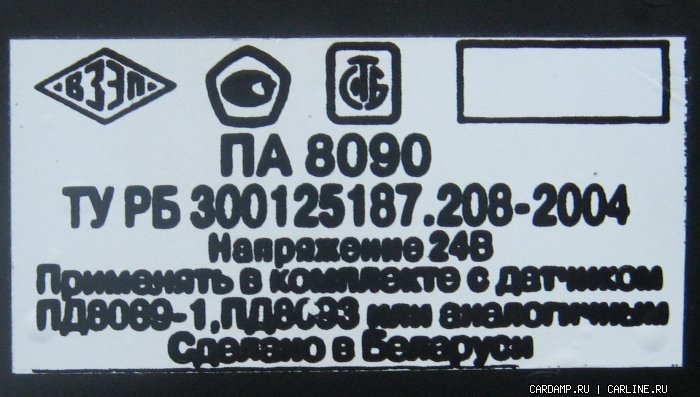 ВЗЭП СТБ
ПА 8090
ТУ РБ 300125187.208-2004
Напряжение 24В
Применять в комплекте с датчиком
ПД8089-1, ПД8093 или аналогичным
Сделано в Беларуси
CARDAMP.RU | CARLINE.RU